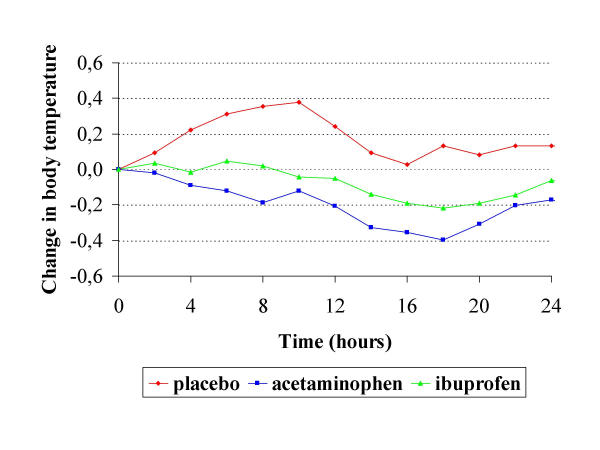 Change in body temperature
0,6
0,4
0,2
0,0
-0,2
-0,4
-0,6
0 4 8 12 16 20 24
Time (hours)
placebo acetaminophen ibuprofen